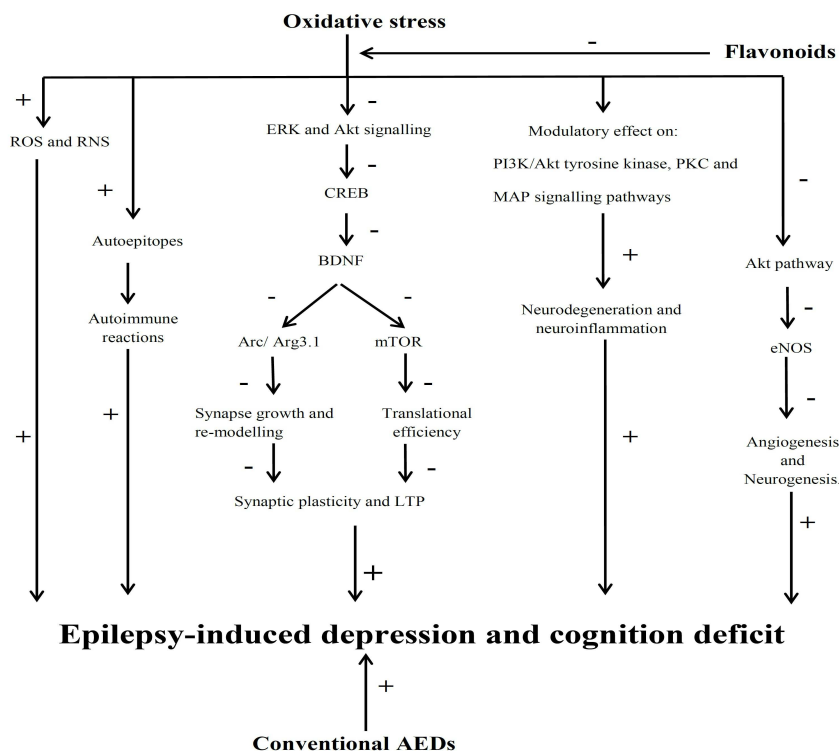 Oxidative stress
-
Flavonoids
+
-
ROS and RNS
ERK and Akt signalling
Modulatory effect on:
PI3K/Akt tyrosine kinase, PKC and
MAP signalling pathways
-
CREB
+
-
-
BDNF
Autoepitopes
+
Akt pathway
-
-
-
Autoimmune
reactions
Neurodegeneration and
neuroinflammation
Arc/ Arg3.1
mTOR
eNOS
-
-
-
Synapse growth and
re-modelling
Translational
efficiency
+
+
+
-
-
Angiogenesis
and
Neurogenesis.
Synaptic plasticity and LTP
+
+
Epilepsy-induced depression and cognition deficit
+
Conventional AEDs